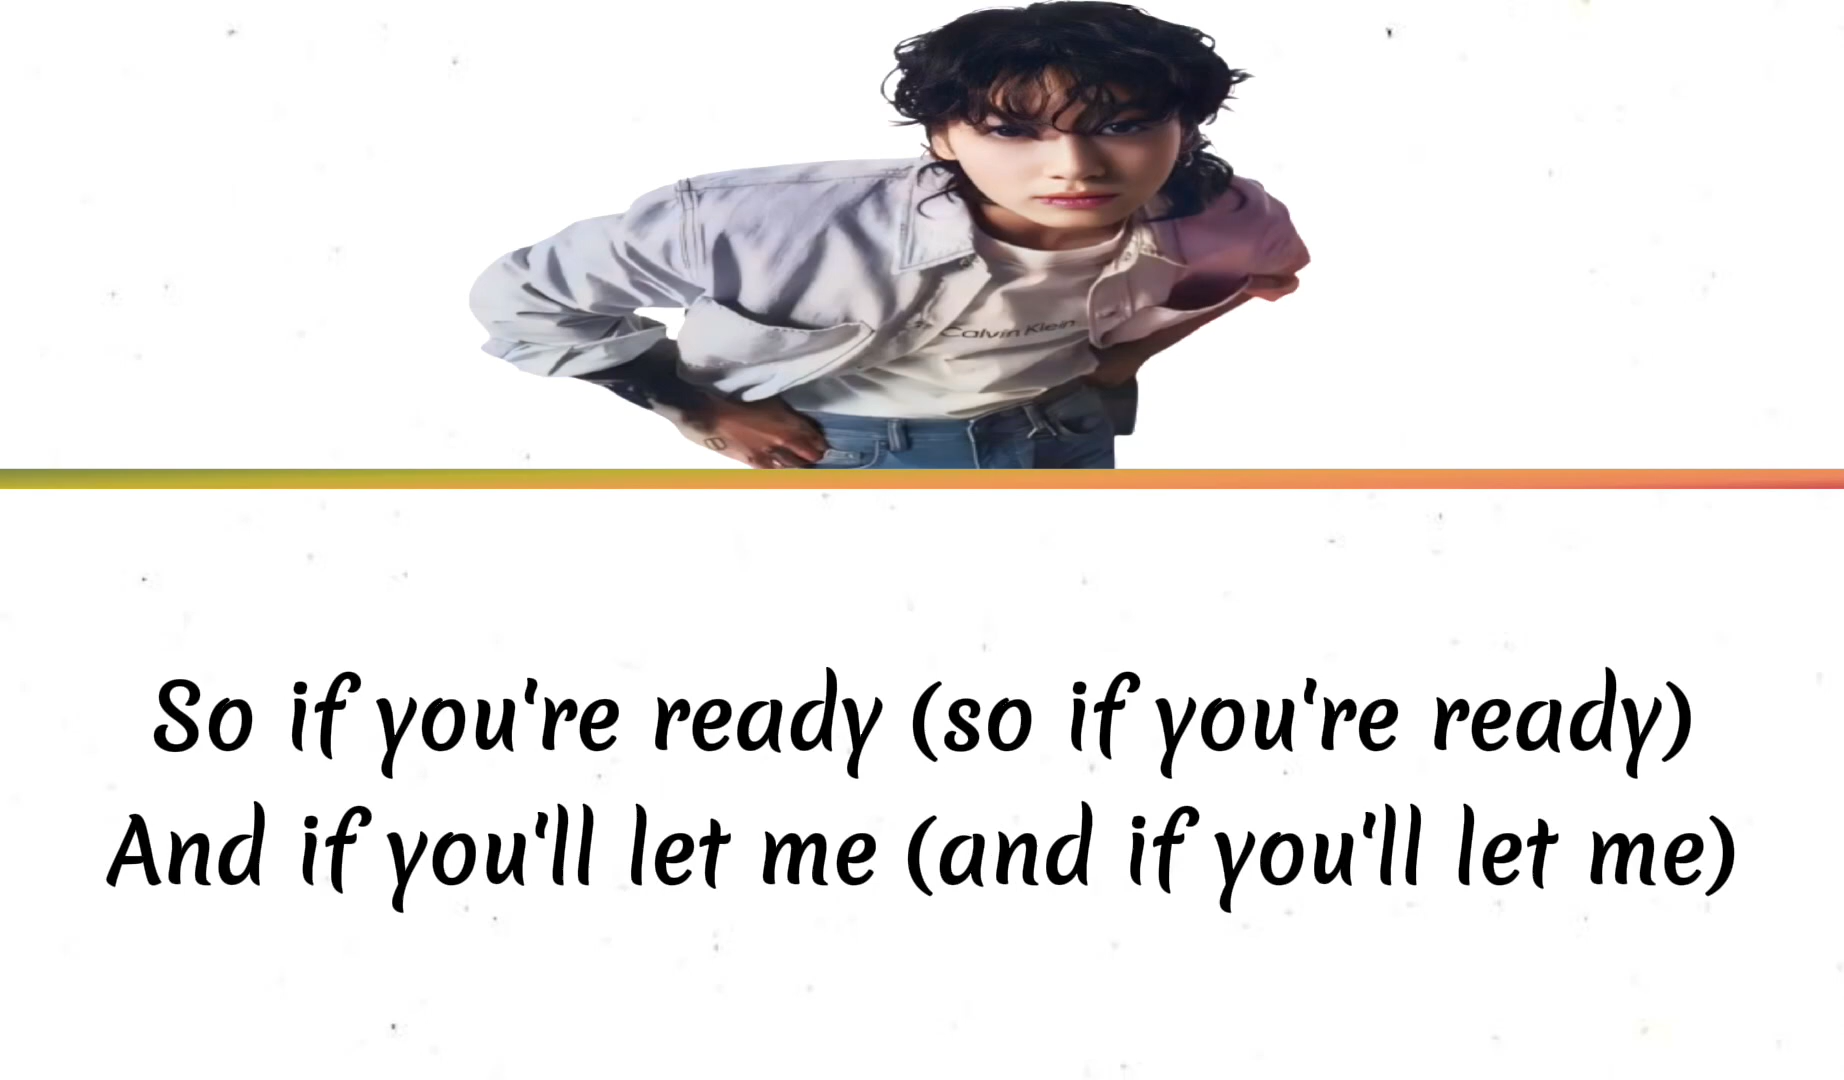 Calvin Klein
So if you're ready (so if you're ready)
And if you'll let me (and if you'll let me)